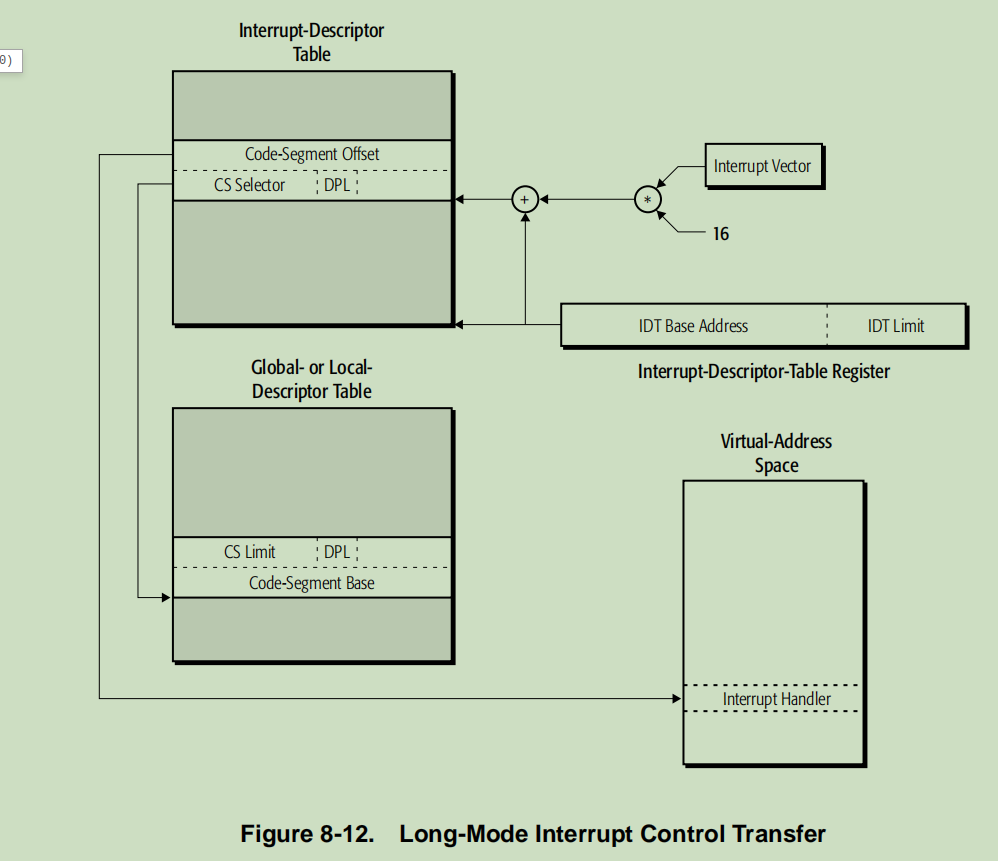 Interrupt-Descriptor
Table
0)
Code-Segment Offset
CS Selector DPL
Interrupt Vector
+
*
16
IDT Base Address IDT Limit
Interrupt-Descriptor-Table Register
Global- or Local-
Descriptor Table
CS Limit DPL
Code-Segment Base
Virtual-Address
Space
Interrupt Handler
Figure 8-12. Long-Mode Interrupt Control Transfer